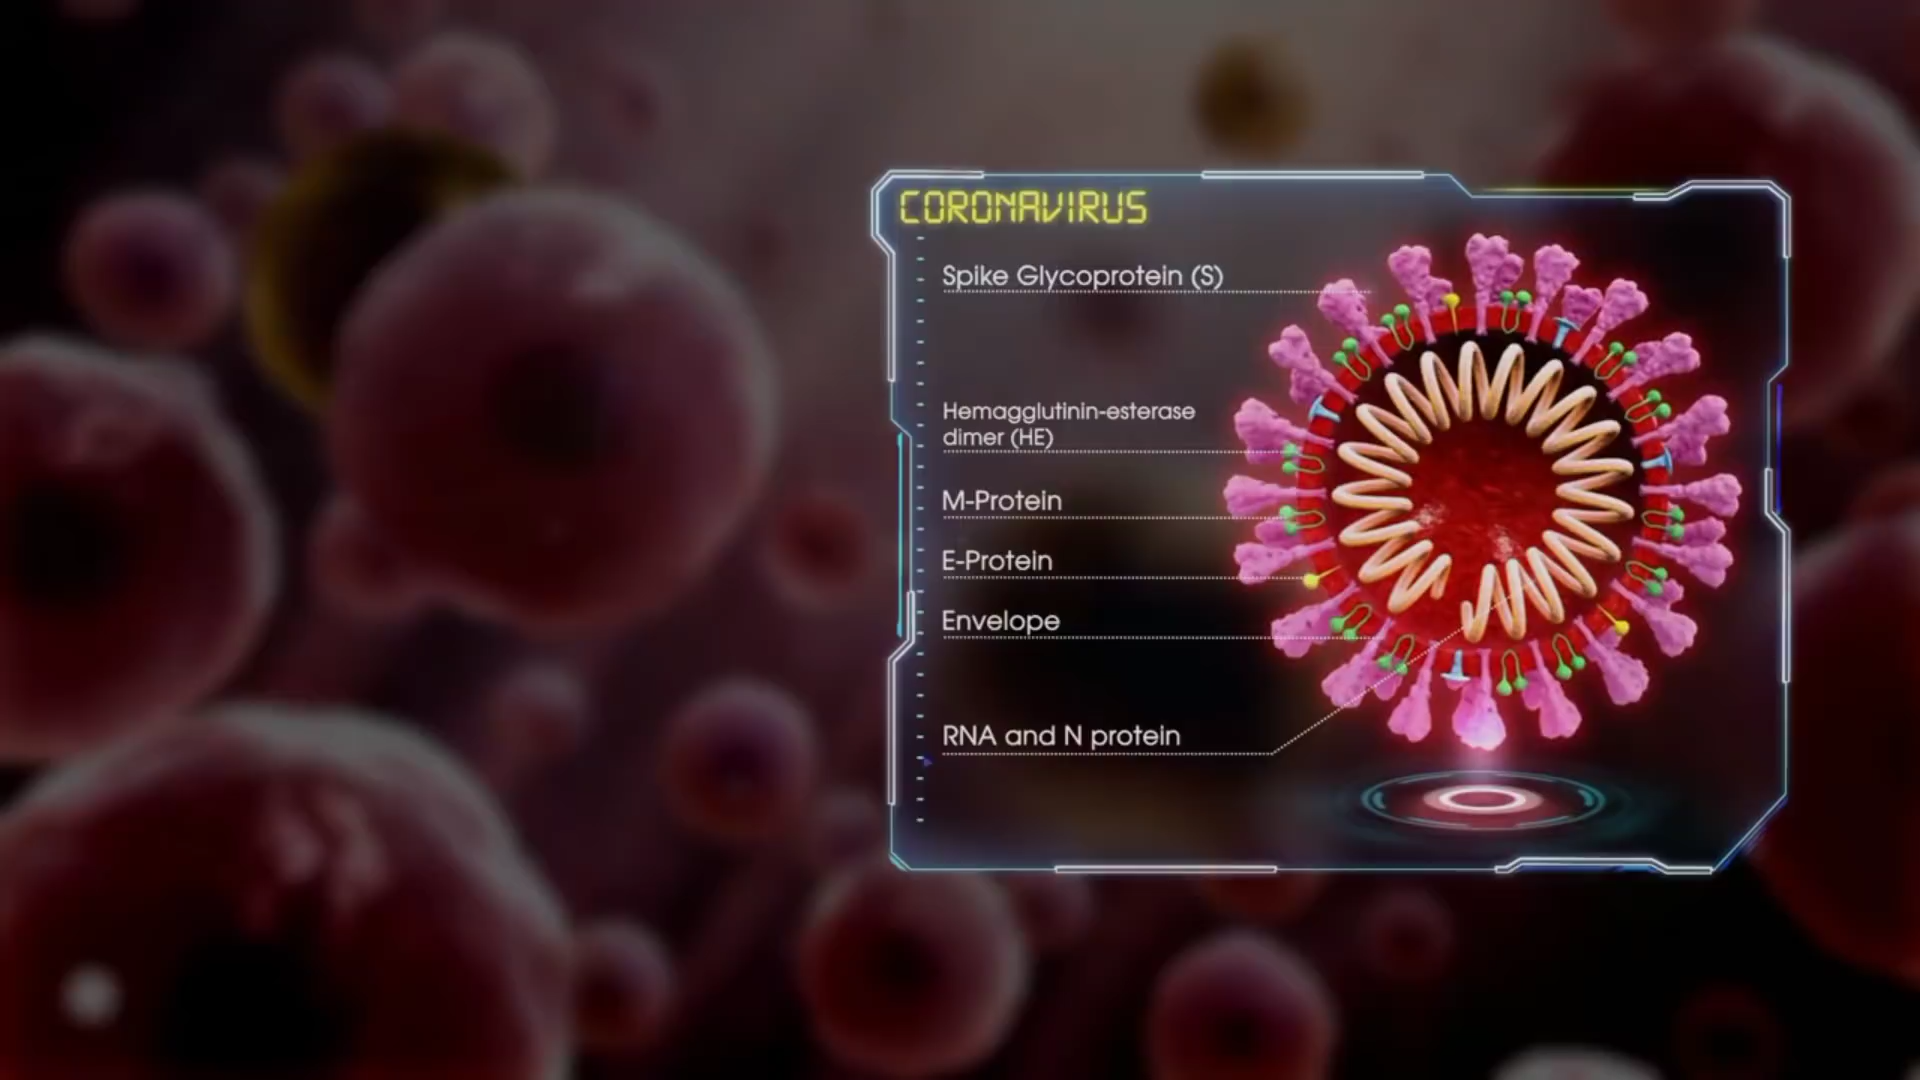 CORONAVIRUS
Spike Glycoprotein (S)
Hemagglutinin-esterase
dimer (HE)
M-Protein
E-Protein
Envelope
RNA and N protein